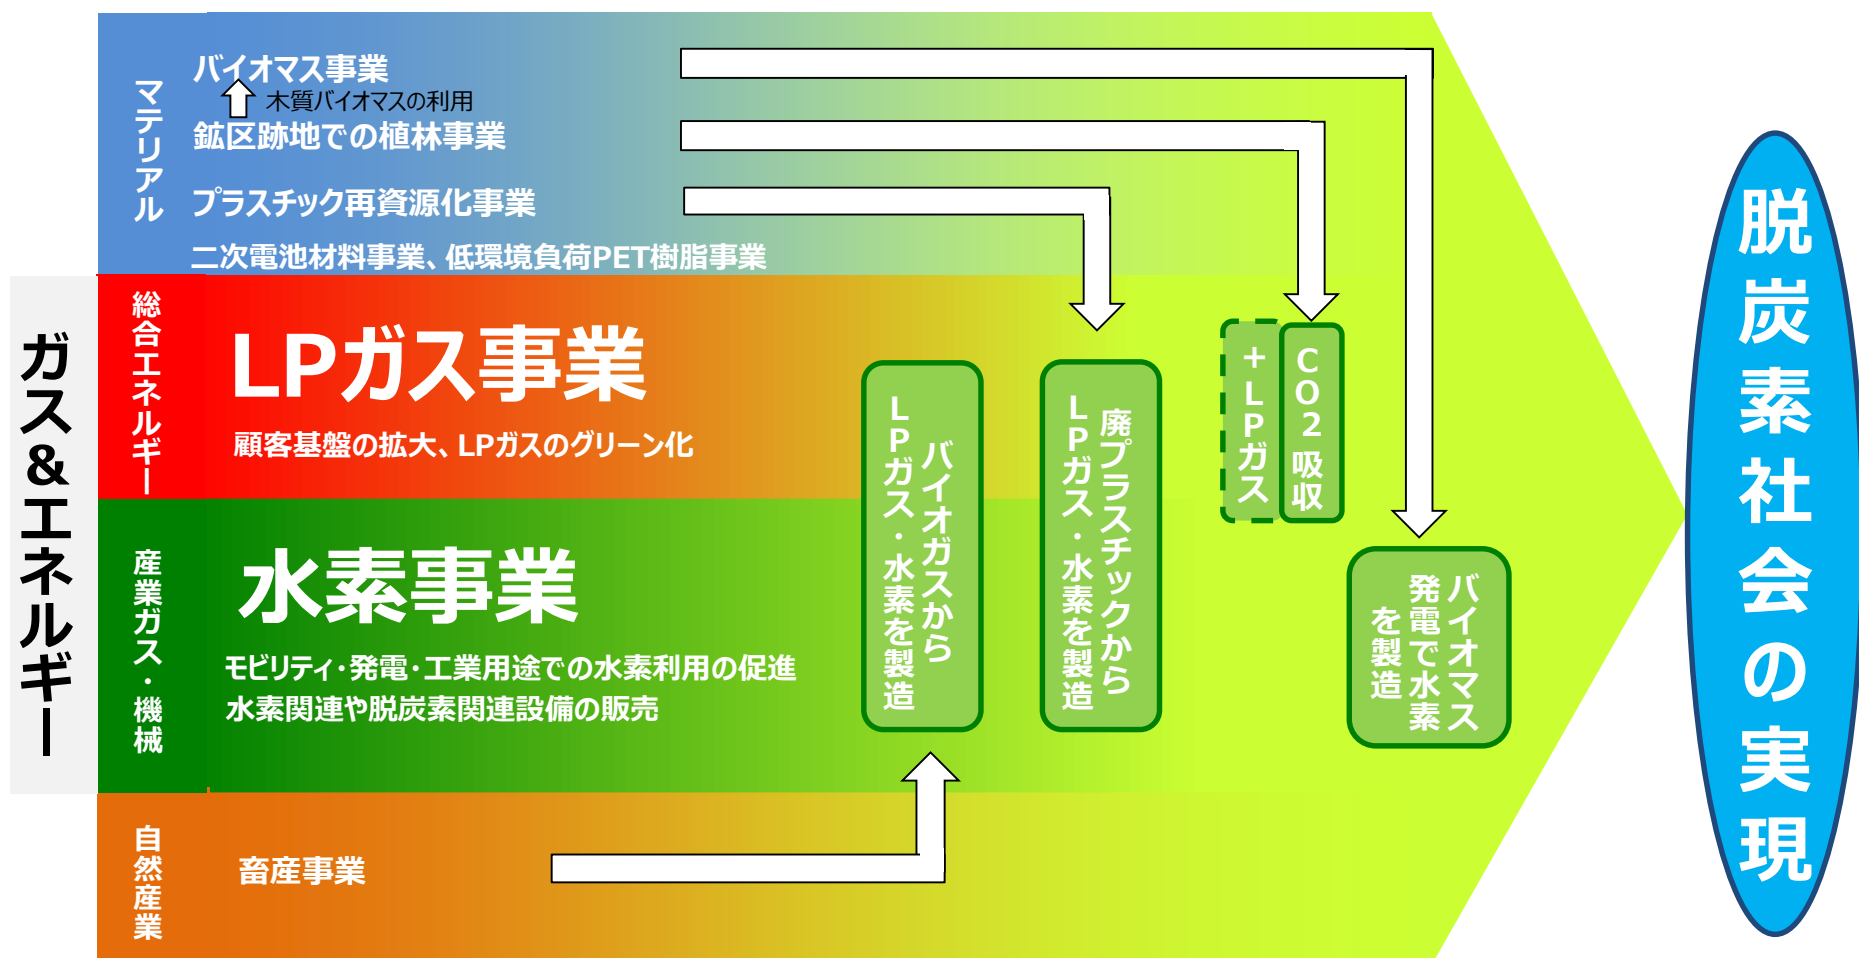 マテリアル
バイオマス事業
木質バイオマスの利用
鉱区跡地での植林事業
プラスチック再資源化事業
二次電池材料事業、低環境負荷PET樹脂事業
ガス&エネルギー
総合エネルギー
LPガス事業
顧客基盤の拡大、LPガスのグリーン化
産業ガス・機械
水素事業
モビリティ・発電・工業用途での水素利用の促進
水素関連や脱炭素関連設備の販売
自然産業
畜産事業
バイオガスから
LPガス・水素を製造
廃プラスチックから
LPガス・水素を製造
CO2吸収
+LPガス
バイオマス
発電で水素
を製造
脱炭素社会の実現